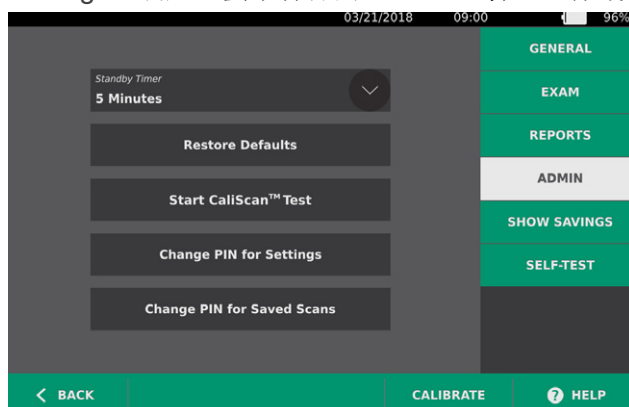 03/21/2018 09:00 96%
GENERAL
Standby Timer
5 Minutes
EXAM
Restore Defaults
REPORTS
ADMIN
Start CaliScan™ Test
SHOW SAVINGS
Change PIN for Settings
SELF-TEST
Change PIN for Saved Scans
BACK
CALIBRATE
? HELP